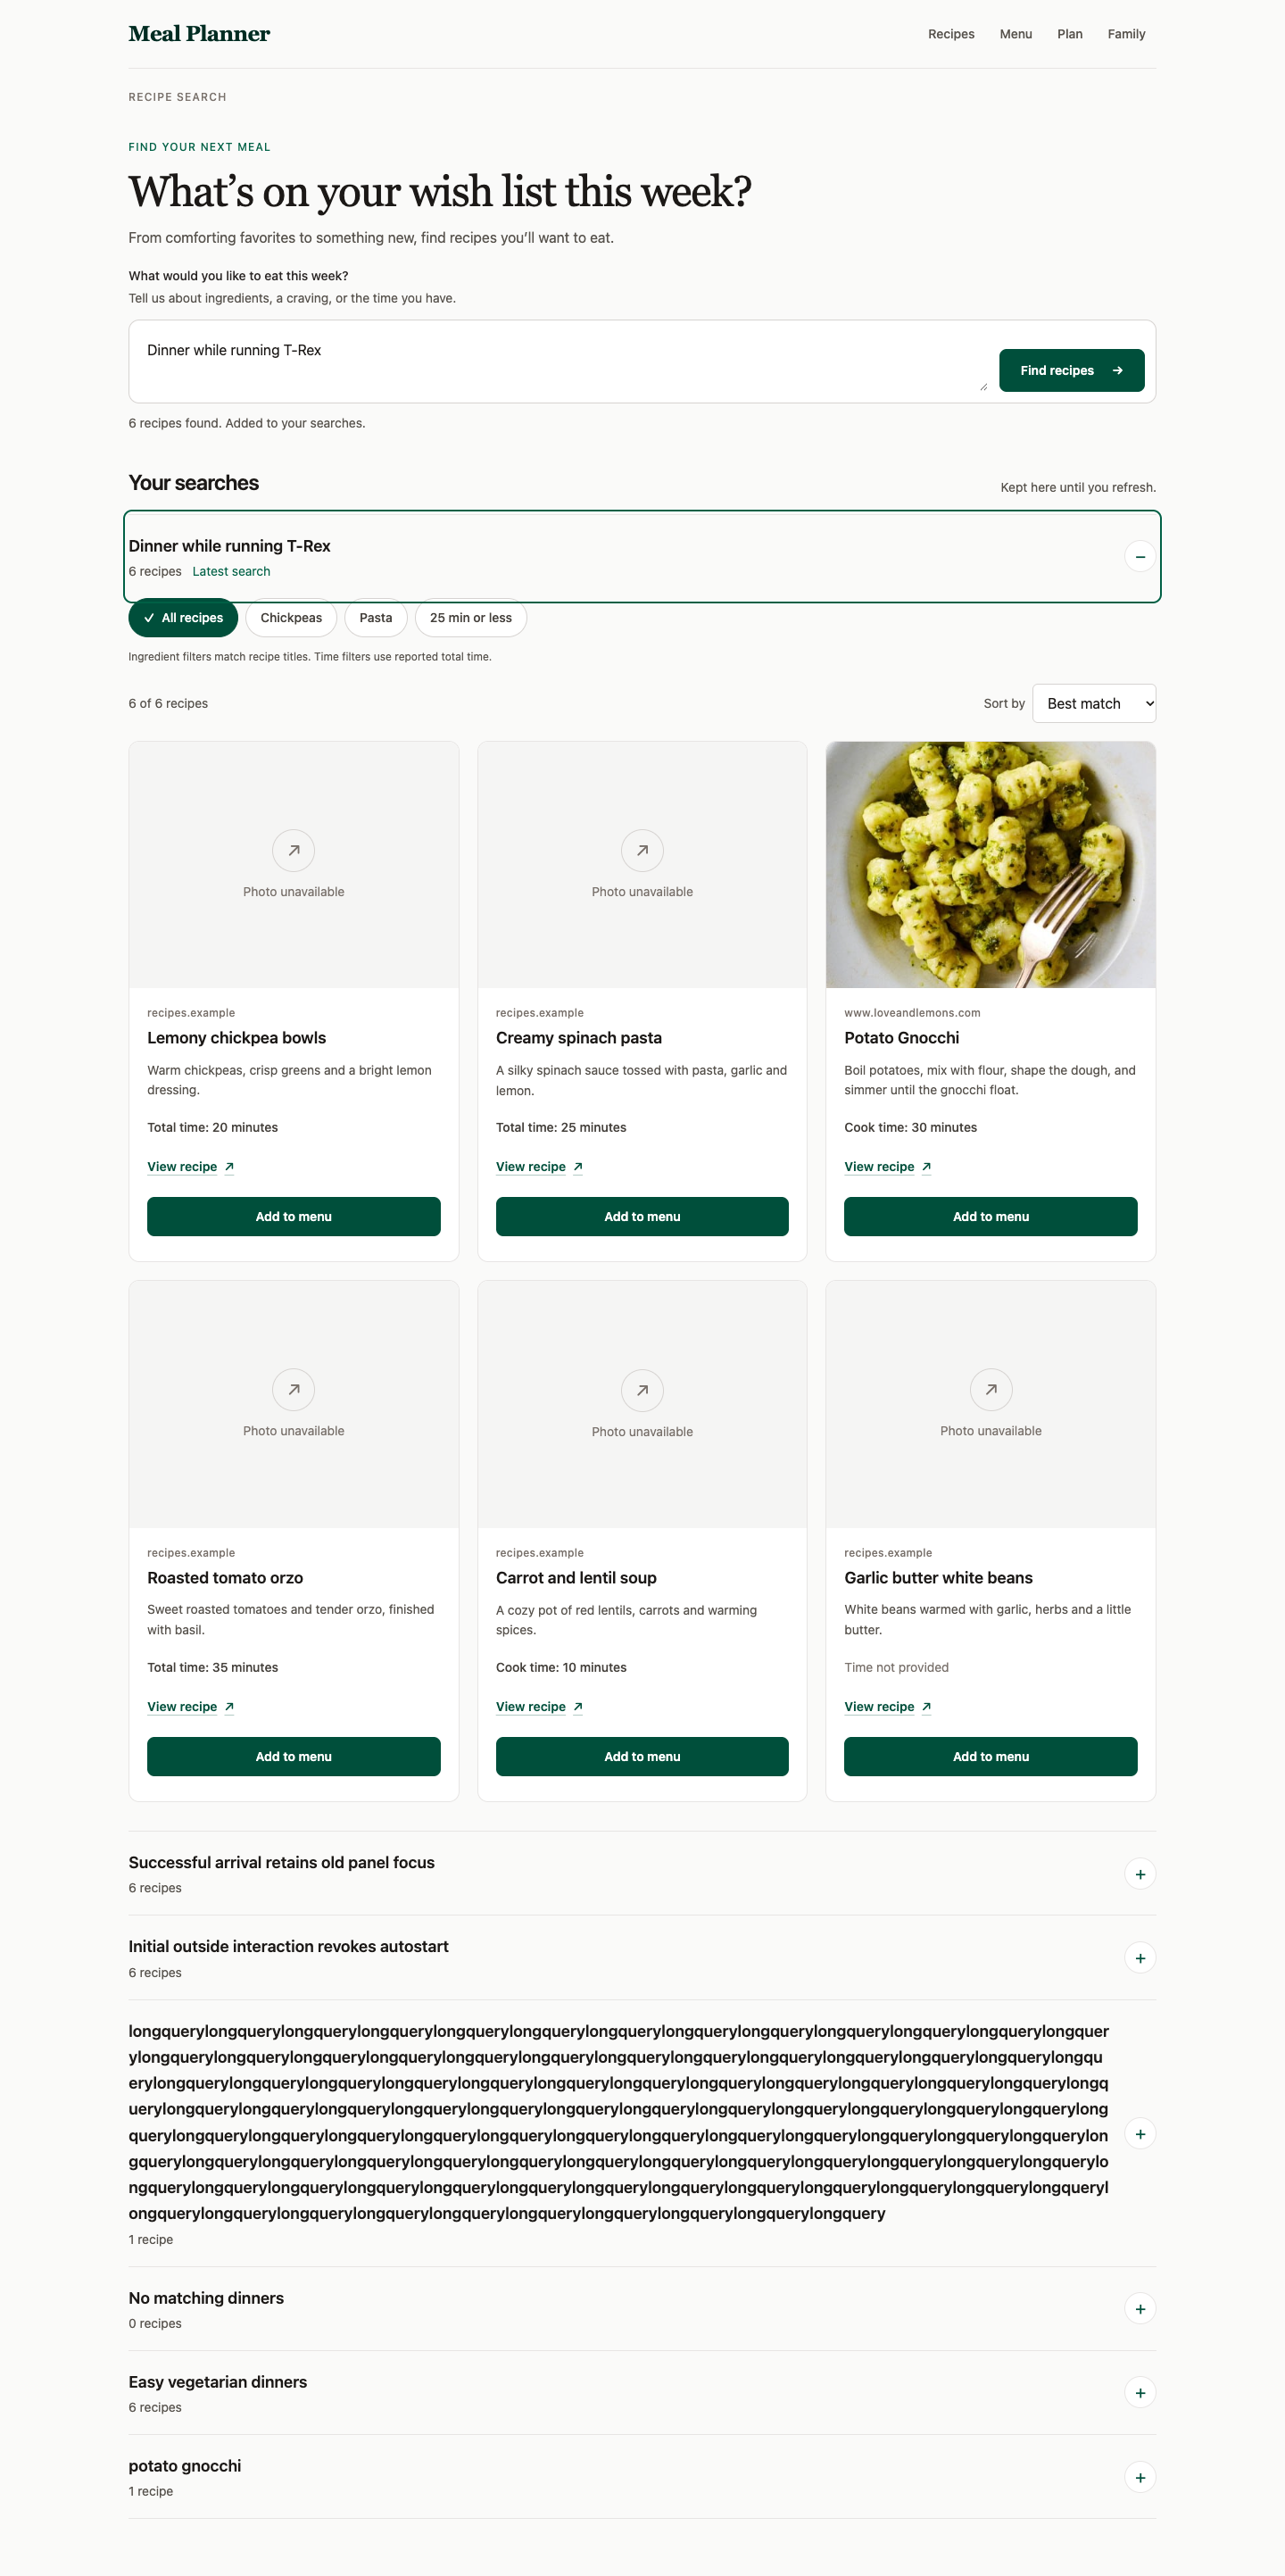 Meal Planner
Recipes Menu Plan Family
RECIPE SEARCH
FIND YOUR NEXT MEAL
What’s on your wish list this week?
From comforting favorites to something new, find recipes you’ll want to eat.
What would you like to eat this week?
Tell us about ingredients, a craving, or the time you have.
Dinner while running T-Rex
Find recipes →
6 recipes found. Added to your searches.
Your searches
Kept here until you refresh.
Dinner while running T-Rex
6 recipes Latest search
✓ All recipes Chickpeas Pasta 25 min or less
Ingredient filters match recipe titles. Time filters use reported total time.
6 of 6 recipes
Sort by Best match
Photo unavailable
recipes.example
Lemony chickpea bowls
Warm chickpeas, crisp greens and a bright lemon
dressing.
Total time: 20 minutes
View recipe ↗
Add to menu
Photo unavailable
recipes.example
Creamy spinach pasta
A silky spinach sauce tossed with pasta, garlic and
lemon.
Total time: 25 minutes
View recipe ↗
Add to menu
www.loveandlemons.com
Potato Gnocchi
Boil potatoes, mix with flour, shape the dough, and
simmer until the gnocchi float.
Cook time: 30 minutes
View recipe ↗
Add to menu
Photo unavailable
recipes.example
Roasted tomato orzo
Sweet roasted tomatoes and tender orzo, finished
with basil.
Total time: 35 minutes
View recipe ↗
Add to menu
Photo unavailable
recipes.example
Carrot and lentil soup
A cozy pot of red lentils, carrots and warming
spices.
Cook time: 10 minutes
View recipe ↗
Add to menu
Photo unavailable
recipes.example
Garlic butter white beans
White beans warmed with garlic, herbs and a little
butter.
Time not provided
View recipe ↗
Add to menu
Successful arrival retains old panel focus
6 recipes
Initial outside interaction revokes autostart
6 recipes
longquerylongquerylongquerylongquerylongquerylongquerylongquerylongquerylongquerylongquerylongquerylongquerylongquer
ylongquerylongquerylongquerylongquerylongquerylongquerylongquerylongquerylongquerylongquerylongquerylongquerylongqu
erylongquerylongquerylongquerylongquerylongquerylongquerylongquerylongquerylongquerylongquerylongquerylongquerylongq
uerylongquerylongquerylongquerylongquerylongquerylongquerylongquerylongquerylongquerylongquerylongquerylongquerylong
querylongquerylongquerylongquerylongquerylongquerylongquerylongquerylongquerylongquerylongquerylongquerylongquerylon
gquerylongquerylongquerylongquerylongquerylongquerylongquerylongquerylongquerylongquerylongquerylongquerylongquerylo
ngquerylongquerylongquerylongquerylongquerylongquerylongquerylongquerylongquerylongquerylongquerylongquerylongqueryl
ongquerylongquerylongquerylongquerylongquerylongquerylongquerylongquerylongquerylongquery
1 recipe
No matching dinners
0 recipes
Easy vegetarian dinners
6 recipes
potato gnocchi
1 recipe